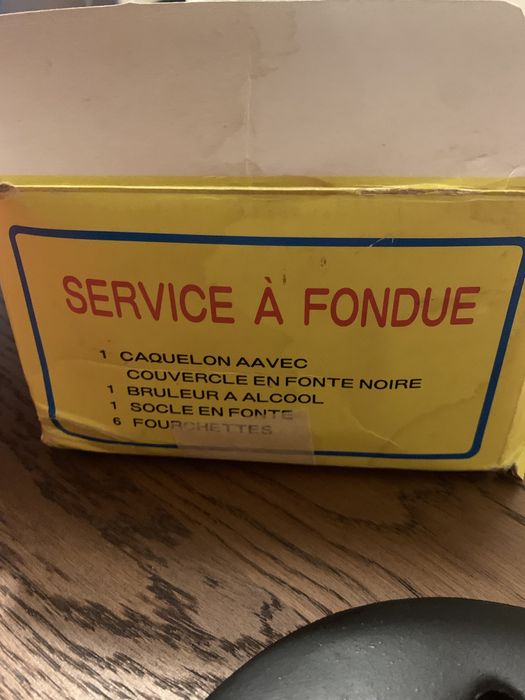 SERVICE À FONDUE
1 CAQUELON AAVEC
COUVERCLE EN FONTE NOIRE
1 BRULEUR A ALCOOL
1 SOCLE EN FONTE
6 FOURCHETTES